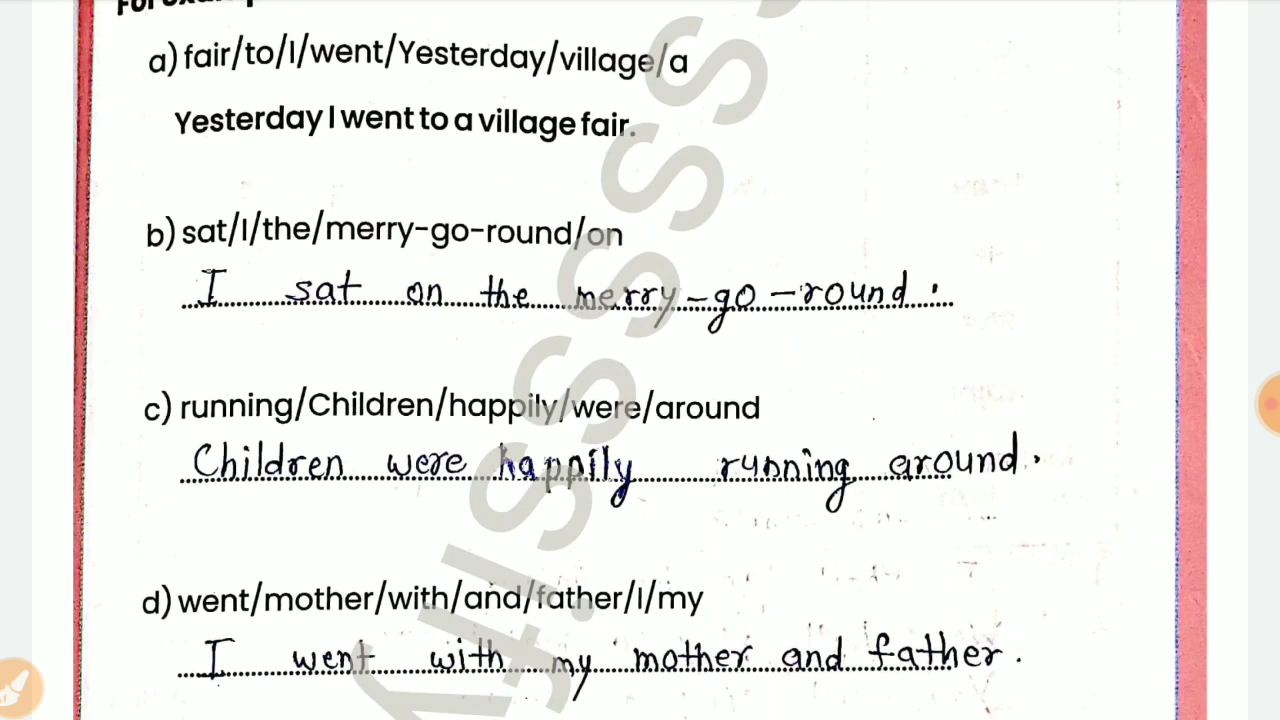 a) fair/to/I/went/Yesterday/village/a
Yesterday I went to a village fair.
b) sat/I/the/merry-go-round/on
I sat on the merry-go-round.
c) running/Children/happily/were/around
Children were happily running around.
d) went/mother/with/and/father/I/my
I went with my mother and father.